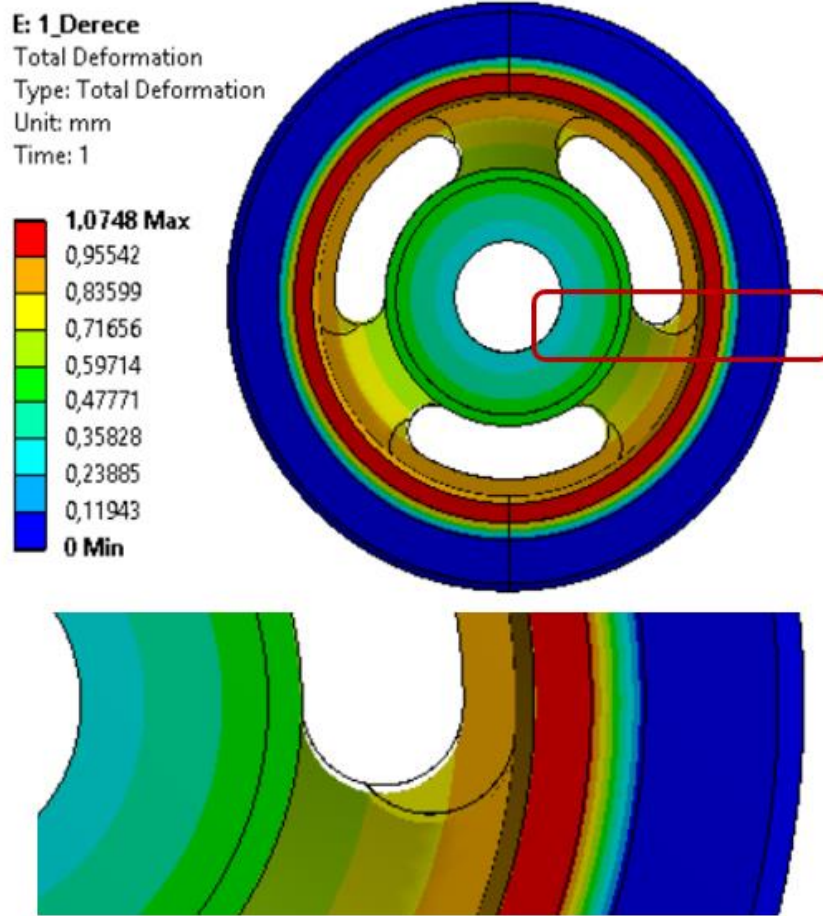 E: 1_Derece
Total Deformation
Type: Total Deformation
Unit: mm
Time: 1
1,0748 Max
0,95542
0,83599
0,71656
0,59714
0,47771
0,35828
0,23885
0,11943
0 Min